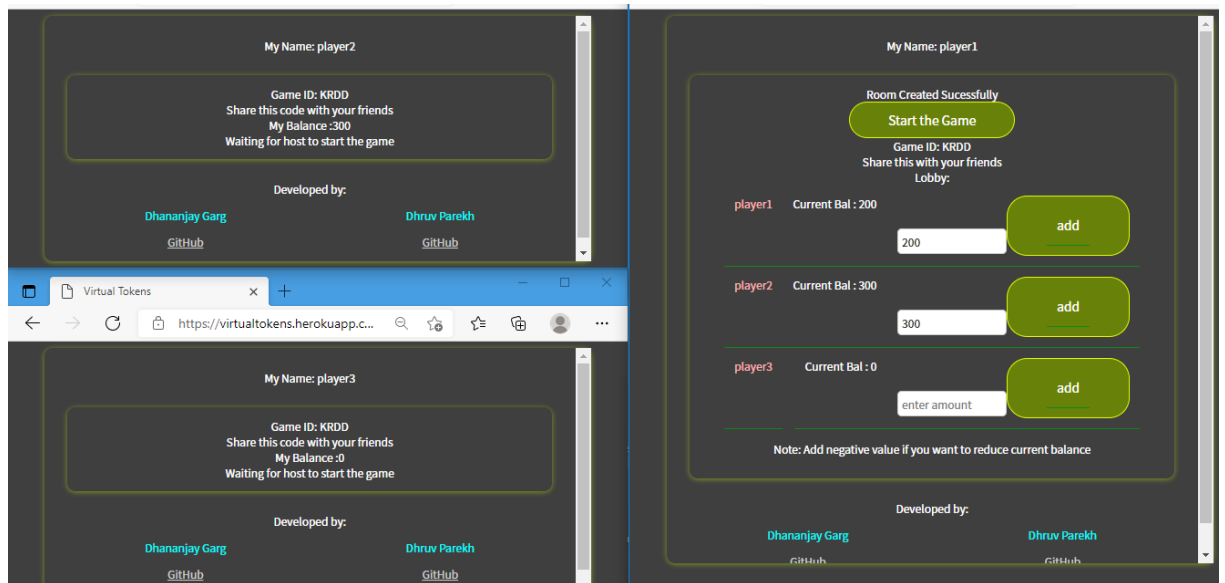 My Name: player2
Game ID: KRDD
Share this code with your friends
My Balance :300
Waiting for host to start the game
Developed by:
Dhananjay Garg Dhruv Parekh
GitHub GitHub
Virtual Tokens
https://virtualtokens.herokuapp.c...
My Name: player3
Game ID: KRDD
Share this code with your friends
My Balance :0
Waiting for host to start the game
Developed by:
Dhananjay Garg Dhruv Parekh
GitHub GitHub
My Name: player1
Room Created Sucessfully
Start the Game
Game ID: KRDD
Share this with your friends
Lobby:
player1 Current Bal : 200
200 add
player2 Current Bal : 300
300 add
player3 Current Bal : 0
enter amount add
Note: Add negative value if you want to reduce current balance
Developed by:
Dhananjay Garg Dhruv Parekh
GitHub GitHub